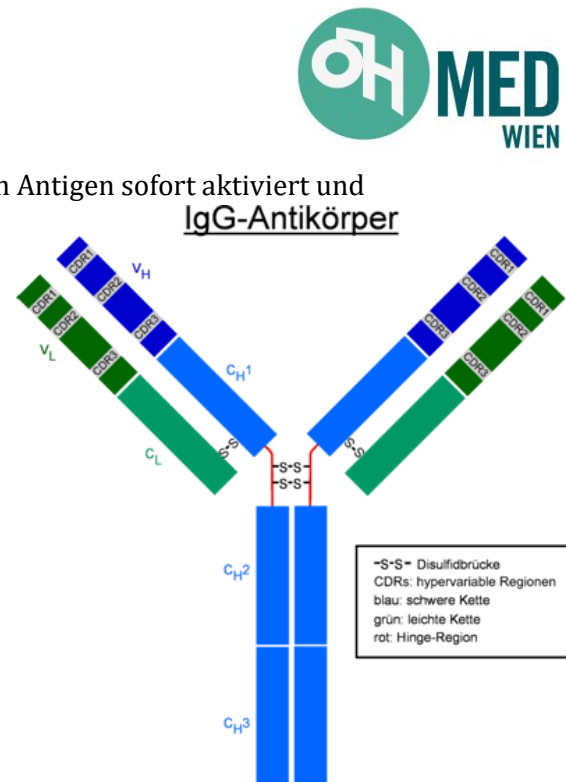 ÖH MED
WIEN
n Antigen sofort aktiviert und
IgG-Antikörper
CDR1
CDR2
CDR3
VH
CDR1
CDR2
CDR3
VL
CDR1
CDR2
CDR3
CDR1
CDR2
CDR3
CH1
CL
S-S
S-S
-S-S-
-S-S-
CH2
CH3
-S-S- Disulfidbrücke
CDRs: hypervariable Regionen
blau: schwere Kette
grün: leichte Kette
rot: Hinge-Region